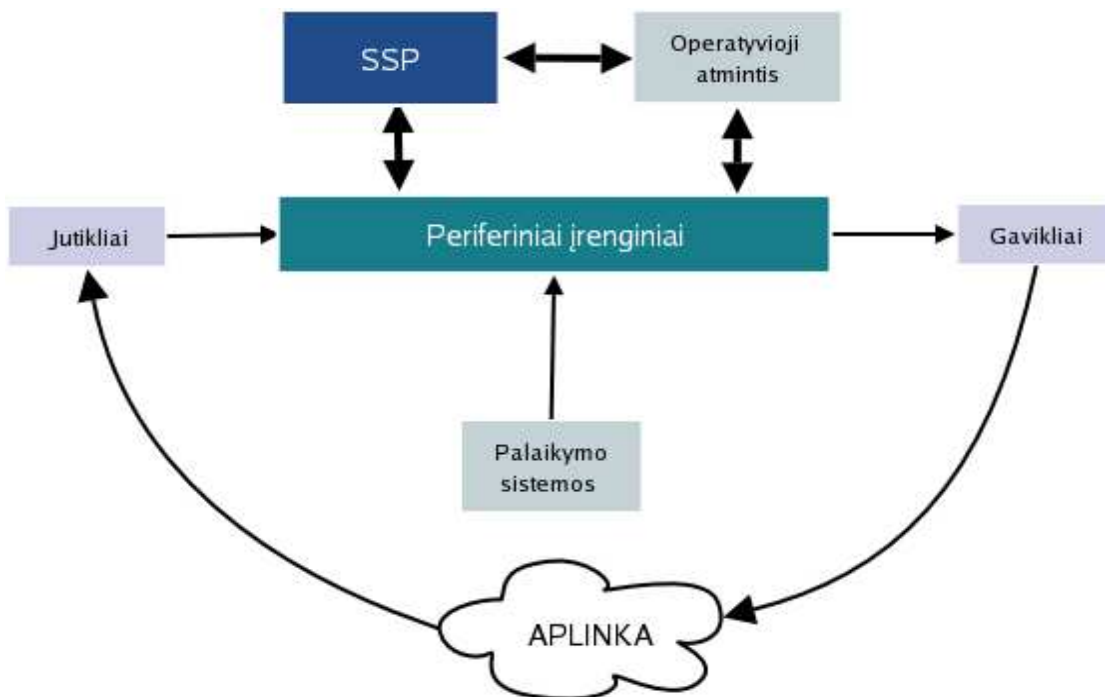 SSP
Operatyvioji
atmintis
Jutikliai
Periferiniai įrenginiai
Gavikliai
Palaikymo
sistemos
APLINKA